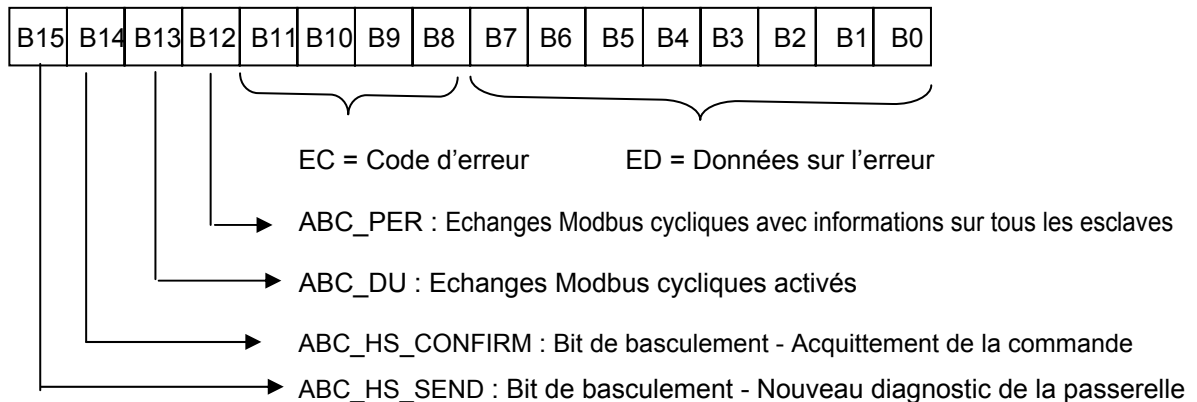 B15 B14 B13 B12 B11 B10 B9 B8 B7 B6 B5 B4 B3 B2 B1 B0
EC = Code d'erreur ED = Données sur l'erreur
ABC_PER : Echanges Modbus cycliques avec informations sur tous les esclaves
ABC_DU : Echanges Modbus cycliques activés
ABC_HS_CONFIRM : Bit de basculement - Acquittement de la commande
ABC_HS_SEND : Bit de basculement - Nouveau diagnostic de la passerelle